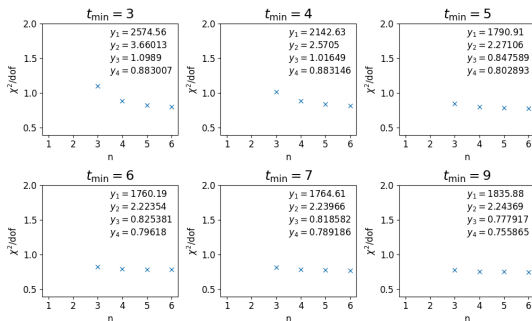 t_min = 3
y₁ = 2574.56
y₂ = 3.66013
y₃ = 1.0989
y₄ = 0.883007
χ²/dof
2.0
1.5
1.0
0.5
1 2 3 4 5 6
n
t_min = 4
y₁ = 2142.63
y₂ = 2.5705
y₃ = 1.01649
y₄ = 0.883146
χ²/dof
2.0
1.5
1.0
0.5
1 2 3 4 5 6
n
t_min = 5
y₁ = 1790.91
y₂ = 2.27106
y₃ = 0.847589
y₄ = 0.802893
χ²/dof
2.0
1.5
1.0
0.5
1 2 3 4 5 6
n
t_min = 6
y₁ = 1760.19
y₂ = 2.22354
y₃ = 0.825381
y₄ = 0.79618
χ²/dof
2.0
1.5
1.0
0.5
1 2 3 4 5 6
n
t_min = 7
y₁ = 1764.61
y₂ = 2.23966
y₃ = 0.818582
y₄ = 0.789186
χ²/dof
2.0
1.5
1.0
0.5
1 2 3 4 5 6
n
t_min = 9
y₁ = 1835.88
y₂ = 2.24369
y₃ = 0.777917
y₄ = 0.755865
χ²/dof
2.0
1.5
1.0
0.5
1 2 3 4 5 6
n